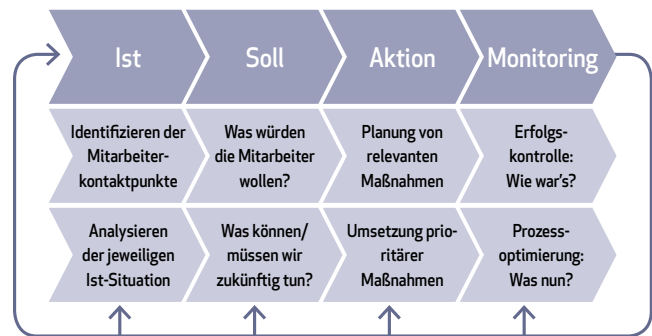 Ist
Soll
Aktion
Monitoring
Identifizieren der
Mitarbeiter-
kontaktpunkte
Was würden
die Mitarbeiter
wollen?
Planung von
relevanten
Maßnahmen
Erfolgs-
kontrolle:
Wie war's?
Analysieren
der jeweiligen
Ist-Situation
Was können/
müssen wir
zukünftig tun?
Umsetzung prio-
ritärer
Maßnahmen
Prozess-
optimierung:
Was nun?